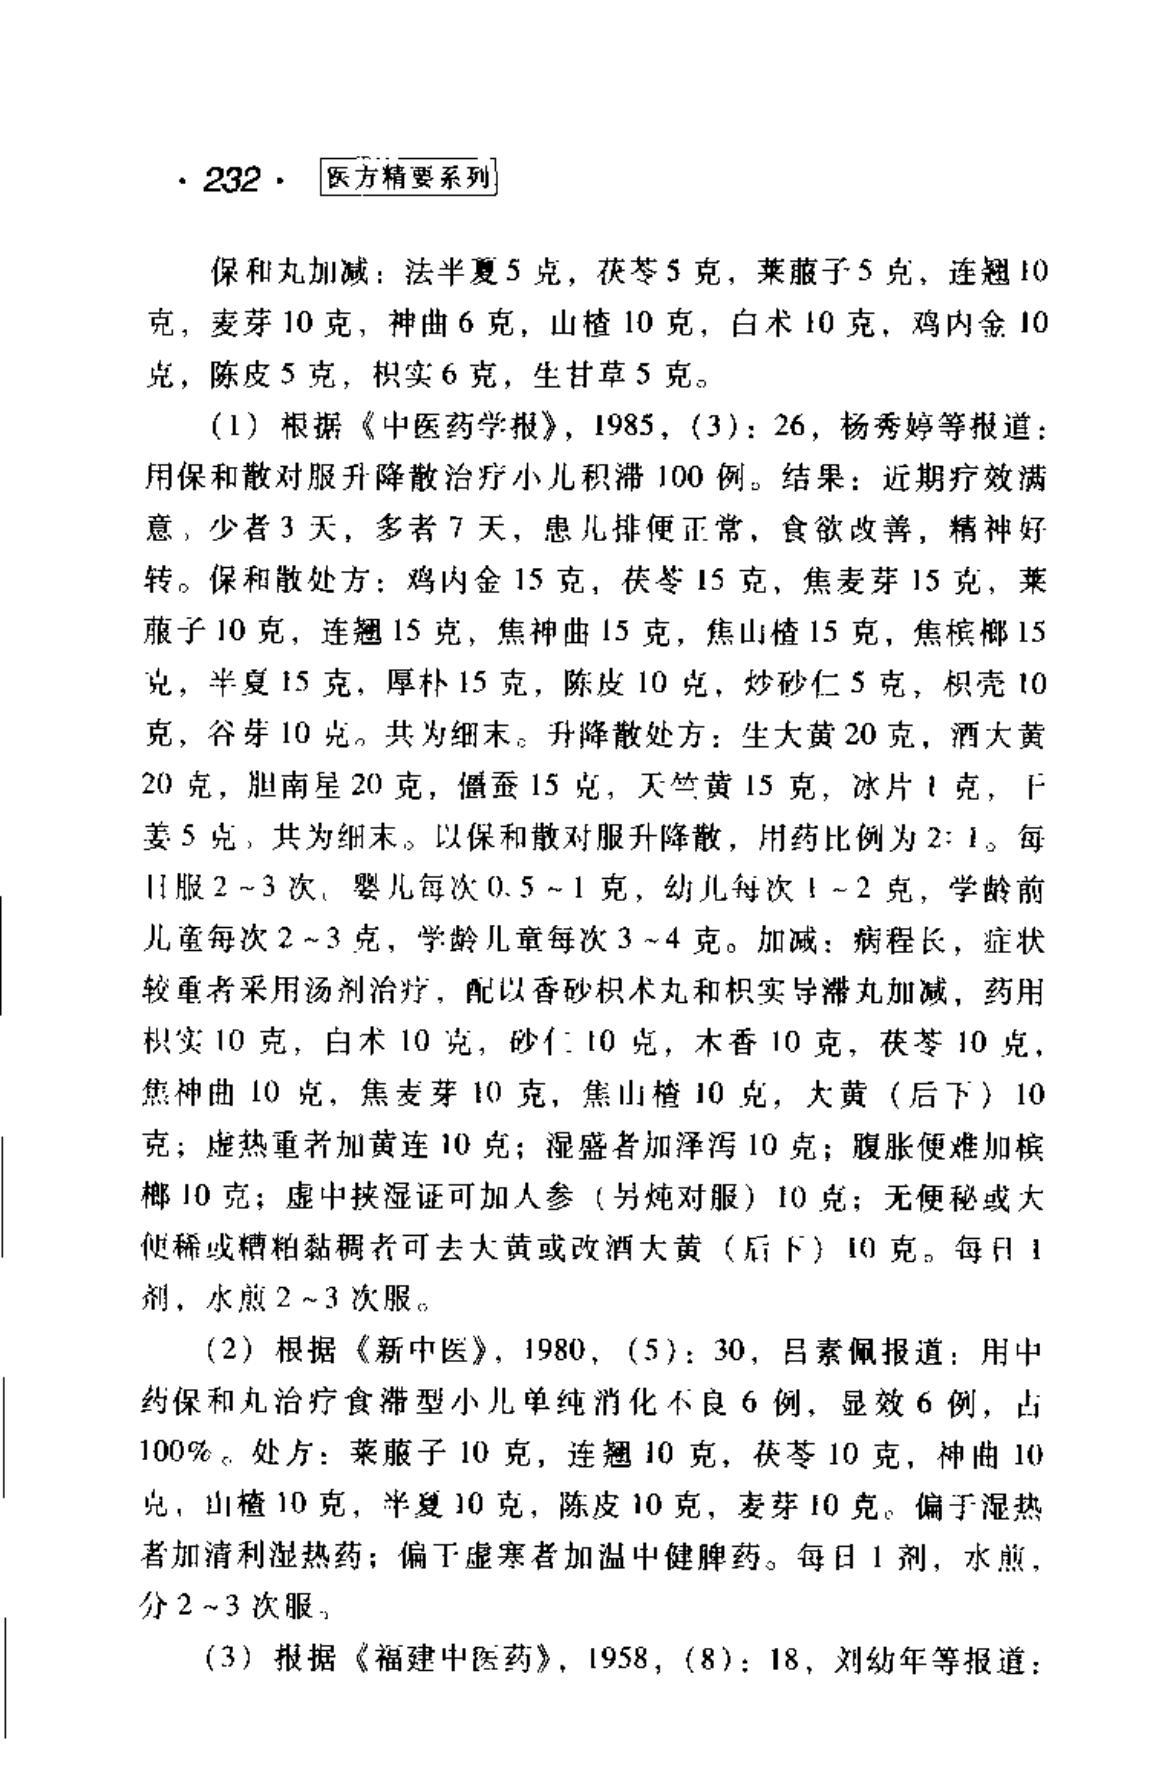 ·232· 医方精要系列
保和丸加减：法半夏5克，茯苓5克，莱菔子5克，连翘10
克，麦芽10克，神曲6克，山楂10克，白术10克，鸡内金10
克，陈皮5克，枳实6克，生甘草5克。
(1) 根据《中医药学报》，1985，(3)：26，杨秀婷等报道：
用保和散对服升降散治疗小儿积滞100例。结果：近期疗效满
意，少者3天，多者7天，患儿排便正常，食欲改善，精神好
转。保和散处方：鸡内金15克，茯苓15克，焦麦芽15克，莱
菔子10克，连翘15克，焦神曲15克，焦山楂15克，焦槟榔15
克，半夏15克，厚朴15克，陈皮10克，炒砂仁5克，枳壳10
克，谷芽10克。共为细末。升降散处方：生大黄20克，酒大黄
20克，胆南星20克，僵蚕15克，天竺黄15克，冰片1克，干
姜5克，共为细末。以保和散对服升降散，用药比例为2:1。每
日服2~3次，婴儿每次0.5~1克，幼儿每次1~2克，学龄前
儿童每次2~3克，学龄儿童每次3~4克。加减：病程长，症状
较重者采用汤剂治疗，配以香砂枳术丸和枳实导滞丸加减，药用
枳实10克，白术10克，砂仁10克，木香10克，茯苓10克，
焦神曲10克，焦麦芽10克，焦山楂10克，大黄（后下）10
克；虚热重者加黄连10克；湿盛者加泽泻10克；腹胀便难加槟
榔10克；虚中挟湿证可加人参（另炖对服）10克；无便秘或大
便稀或糟粕黏稠者可去大黄或改酒大黄（后下）10克。每日1
剂，水煎2~3次服。
(2) 根据《新中医》，1980，(5)：30，吕素佩报道：用中
药保和丸治疗食滞型小儿单纯消化不良6例，显效6例，占
100%。处方：莱菔子10克，连翘10克，茯苓10克，神曲10
克，山楂10克，半夏10克，陈皮10克，麦芽10克。偏于湿热
者加清利湿热药；偏于虚寒者加温中健脾药。每日1剂，水煎，
分2~3次服。
(3) 报据《福建中医药》，1958，(8)：18，刘幼年等报道：